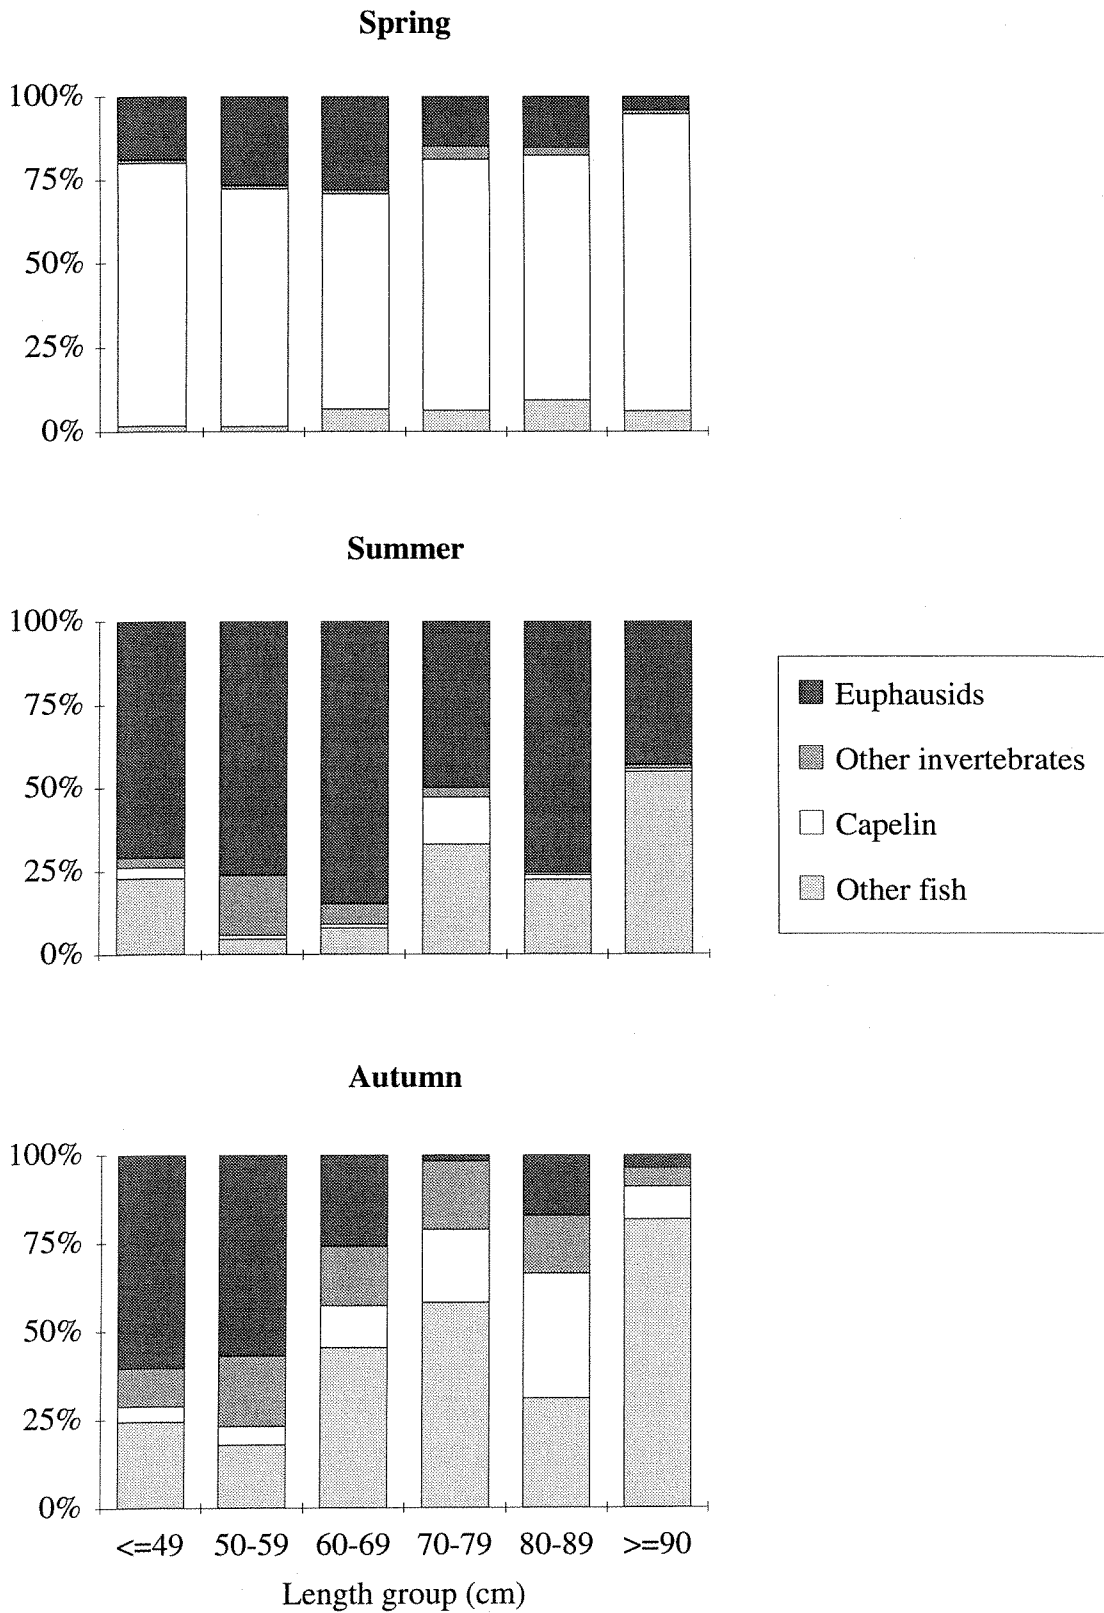 Spring
100%
75%
50%
25%
0%
Summer
100%
75%
50%
25%
0%
Euphausids
Other invertebrates
Capelin
Other fish
Autumn
100%
75%
50%
25%
0%
<=49 50-59 60-69 70-79 80-89 >=90
Length group (cm)